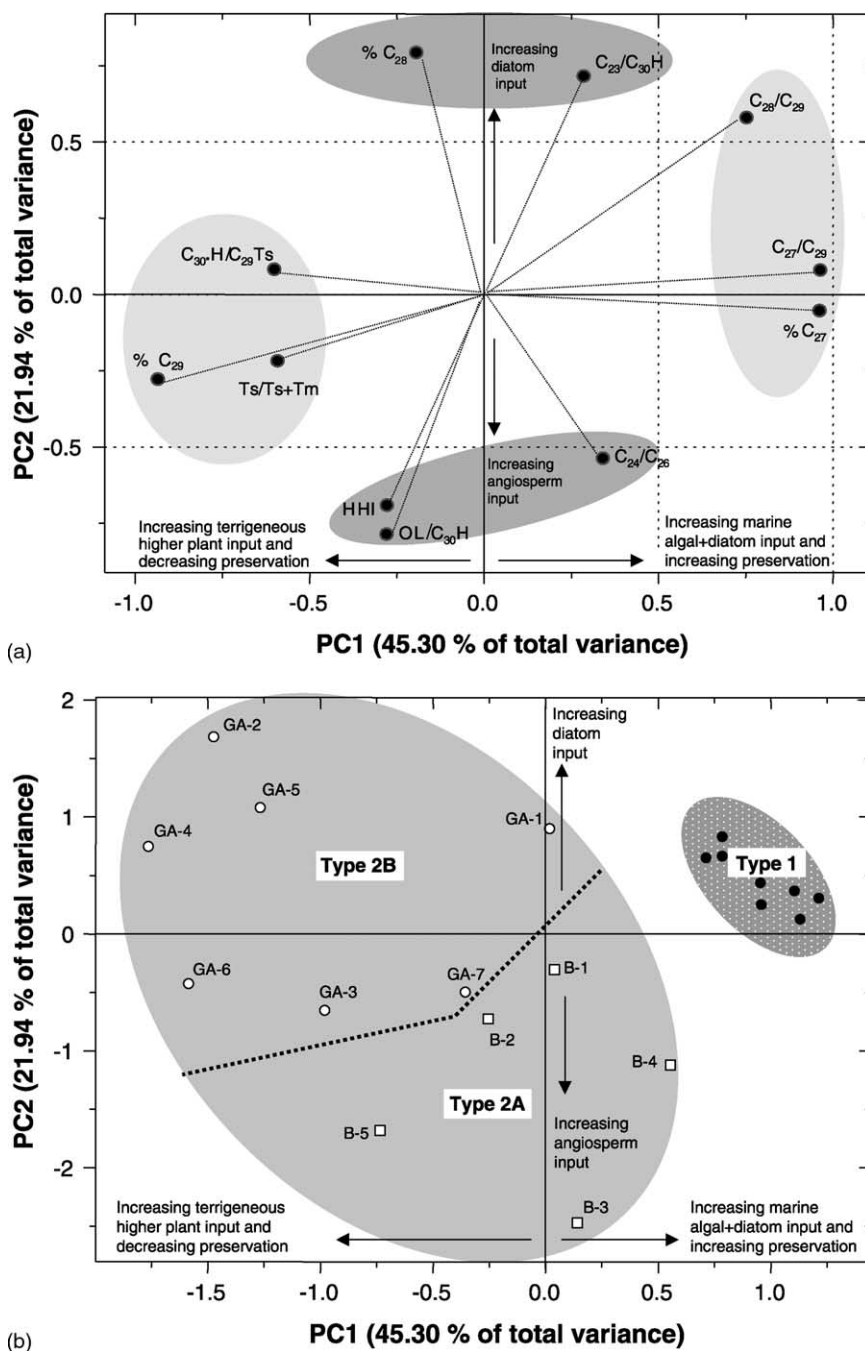 % C28
Increasing
diatom
input
C23/C30H
C28/C29
0.5
C30*H/C29Ts
C27/C29
0.0
% C27
% C29
Ts/Ts+Tm
PC2 (21.94 % of total variance)
-0.5
Increasing
angiosperm
input
C24/C26
HHI
OL/C30H
Increasing terrigeneous
higher plant input and
decreasing preservation
Increasing marine
algal+diatom input and
increasing preservation
-1.0
-0.5
0.0
0.5
1.0
(a)
PC1 (45.30 % of total variance)
2
GA-2
Increasing
diatom
input
GA-5
GA-1
1
GA-4
Type 2B
Type 1
0
GA-6
GA-3
GA-7
B-1
B-2
-1
B-4
Type 2A
PC2 (21.94 % of total variance)
B-5
Increasing
angiosperm
input
-2
B-3
Increasing terrigeneous
higher plant input and
decreasing preservation
Increasing marine
algal+diatom input and
increasing preservation
-1.5
-1.0
-0.5
0.0
0.5
1.0
(b)
PC1 (45.30 % of total variance)